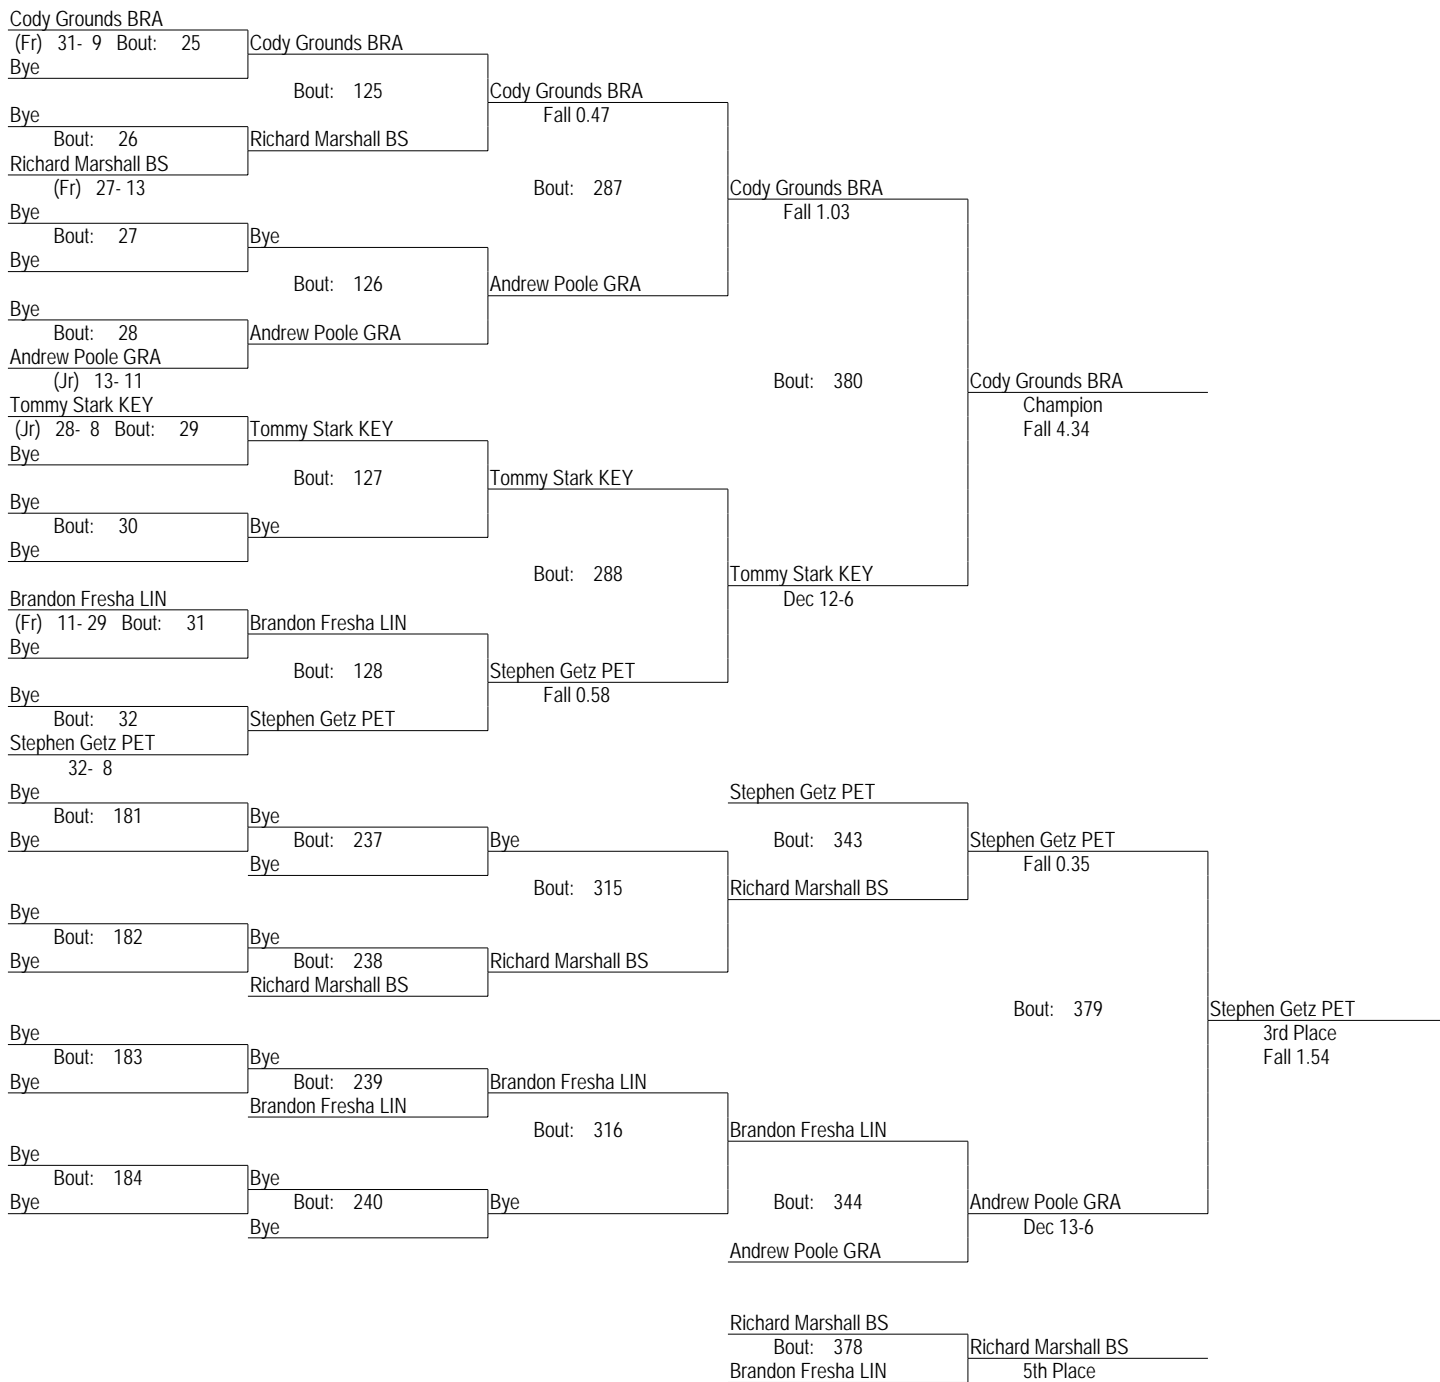 Cody Grounds BRA
(Fr) 31- 9 Bout: 25 Cody Grounds BRA
Bye
Bout: 125 Cody Grounds BRA
Bye Fall 0.47
Bout: 26 Richard Marshall BS
Richard Marshall BS
(Fr) 27- 13 Bout: 287 Cody Grounds BRA
Bye Fall 1.03
Bout: 27 Bye
Bye
Bout: 126 Andrew Poole GRA
Bye
Bout: 28 Andrew Poole GRA
Andrew Poole GRA
(Jr) 13- 11 Bout: 380 Cody Grounds BRA
Tommy Stark KEY Champion
(Jr) 28- 8 Bout: 29 Tommy Stark KEY Fall 4.34
Bye
Bout: 127 Tommy Stark KEY
Bye
Bout: 30 Bye
Bye
Bout: 288 Tommy Stark KEY
Brandon Fresha LIN Dec 12-6
(Fr) 11- 29 Bout: 31 Brandon Fresha LIN
Bye
Bout: 128 Stephen Getz PET
Bye Fall 0.58
Bout: 32 Stephen Getz PET
Stephen Getz PET
32- 8
Bye Stephen Getz PET
Bout: 181 Bye
Bye Bout: 237 Bye Bout: 343 Stephen Getz PET
Bye Fall 0.35
Bout: 315 Richard Marshall BS
Bye
Bout: 182 Bye
Bye Bout: 238 Richard Marshall BS
Richard Marshall BS
Bout: 379 Stephen Getz PET
Bye 3rd Place
Bout: 183 Bye Fall 1.54
Bye Bout: 239 Brandon Fresha LIN
Brandon Fresha LIN
Bout: 316 Brandon Fresha LIN
Bye
Bout: 184 Bye
Bye Bout: 240 Bye Bout: 344 Andrew Poole GRA
Bye Dec 13-6
Andrew Poole GRA
Richard Marshall BS
Bout: 378 Richard Marshall BS
Brandon Fresha LIN 5th Place